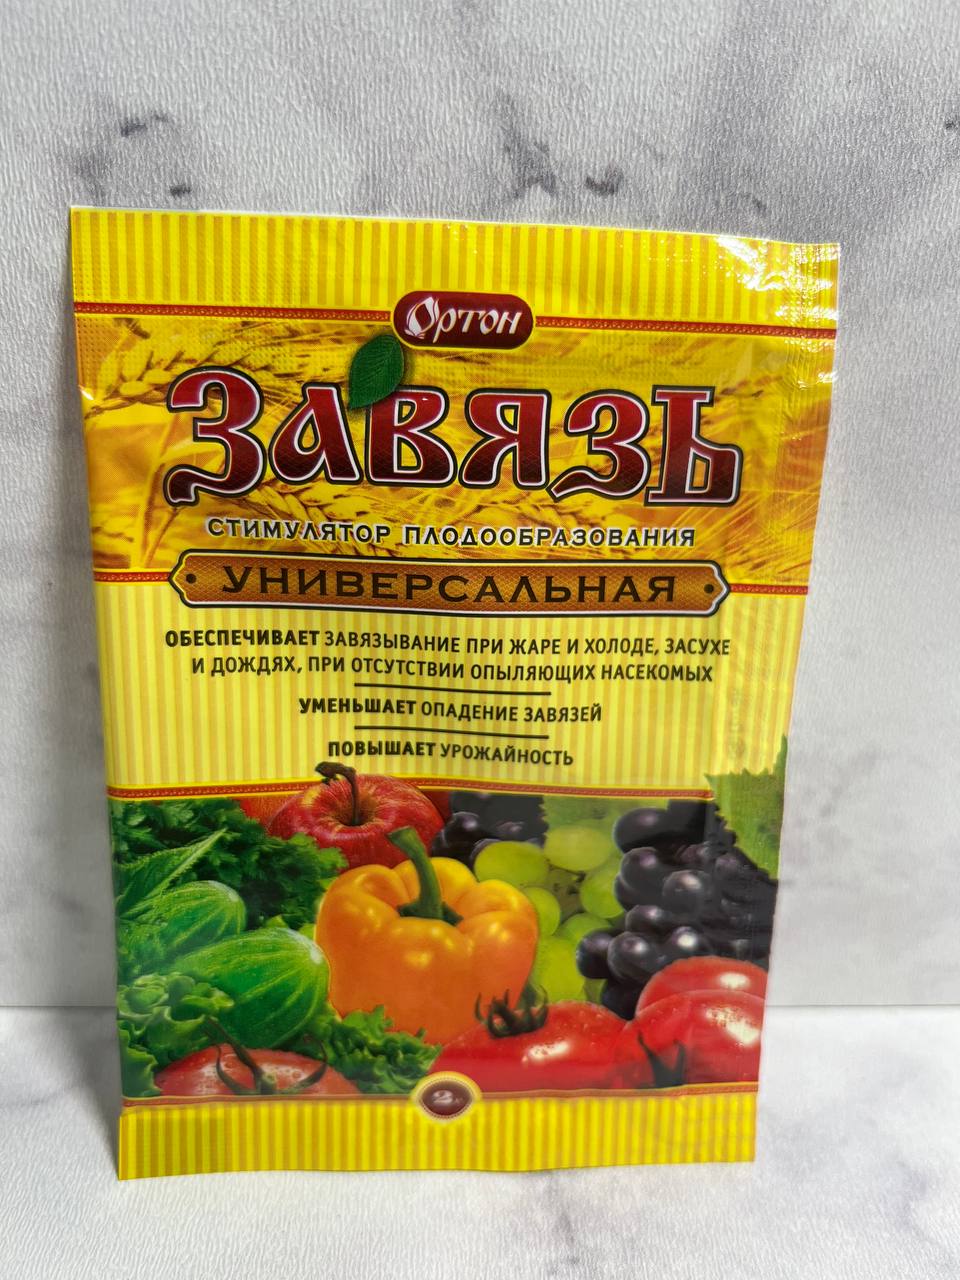 Ортон
Завязь
СТИМУЛЯТОР ПЛОДООБРАЗОВАНИЯ
УНИВЕРСАЛЬНАЯ
ОБЕСПЕЧИВАЕТ ЗАВЯЗЫВАНИЕ ПРИ ЖАРЕ И ХОЛОДЕ, ЗАСУХЕ
И ДОЖДЯХ, ПРИ ОТСУТСТВИИ ОПЫЛЯЮЩИХ НАСЕКОМЫХ
УМЕНЬШАЕТ ОПАДЕНИЕ ЗАВЯЗЕЙ
ПОВЫШАЕТ УРОЖАЙНОСТЬ
2г